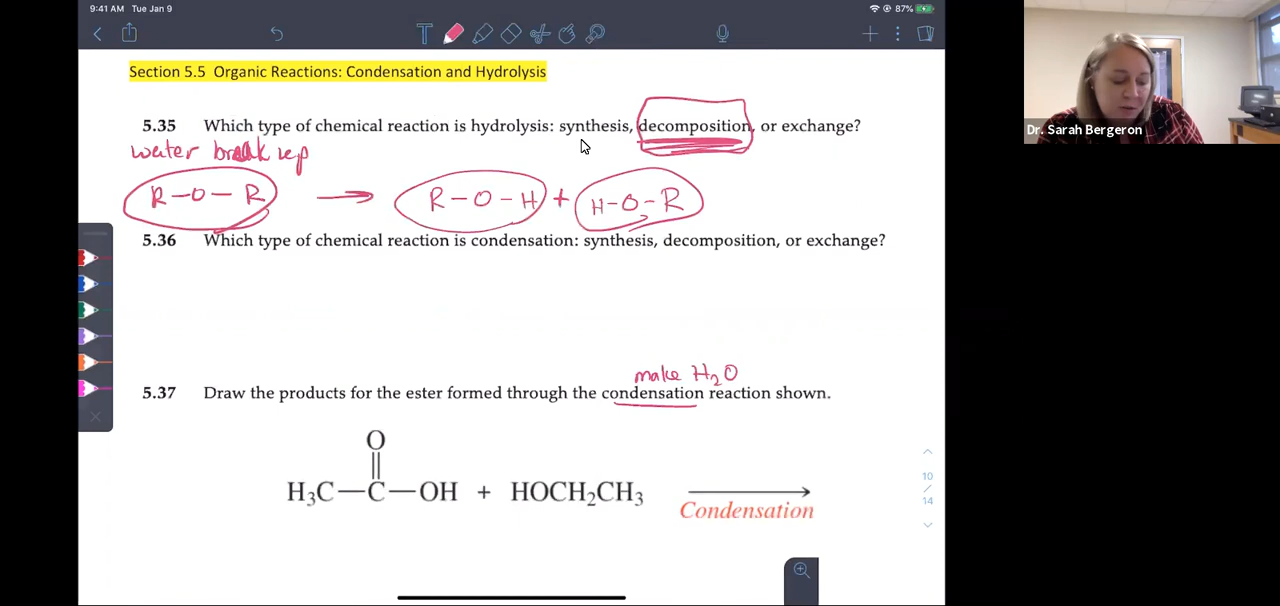 9:41 AM Tue Jan 9
87%
Section 5.5 Organic Reactions: Condensation and Hydrolysis
5.35 Which type of chemical reaction is hydrolysis: synthesis, decomposition, or exchange?
water break up
R-O-R → R-O-H + H-O-R
5.36 Which type of chemical reaction is condensation: synthesis, decomposition, or exchange?
make H₂O
5.37 Draw the products for the ester formed through the condensation reaction shown.
O
H₃C—C—OH + HOCH₂CH₃
Condensation
10
/
14
Dr. Sarah Bergeron